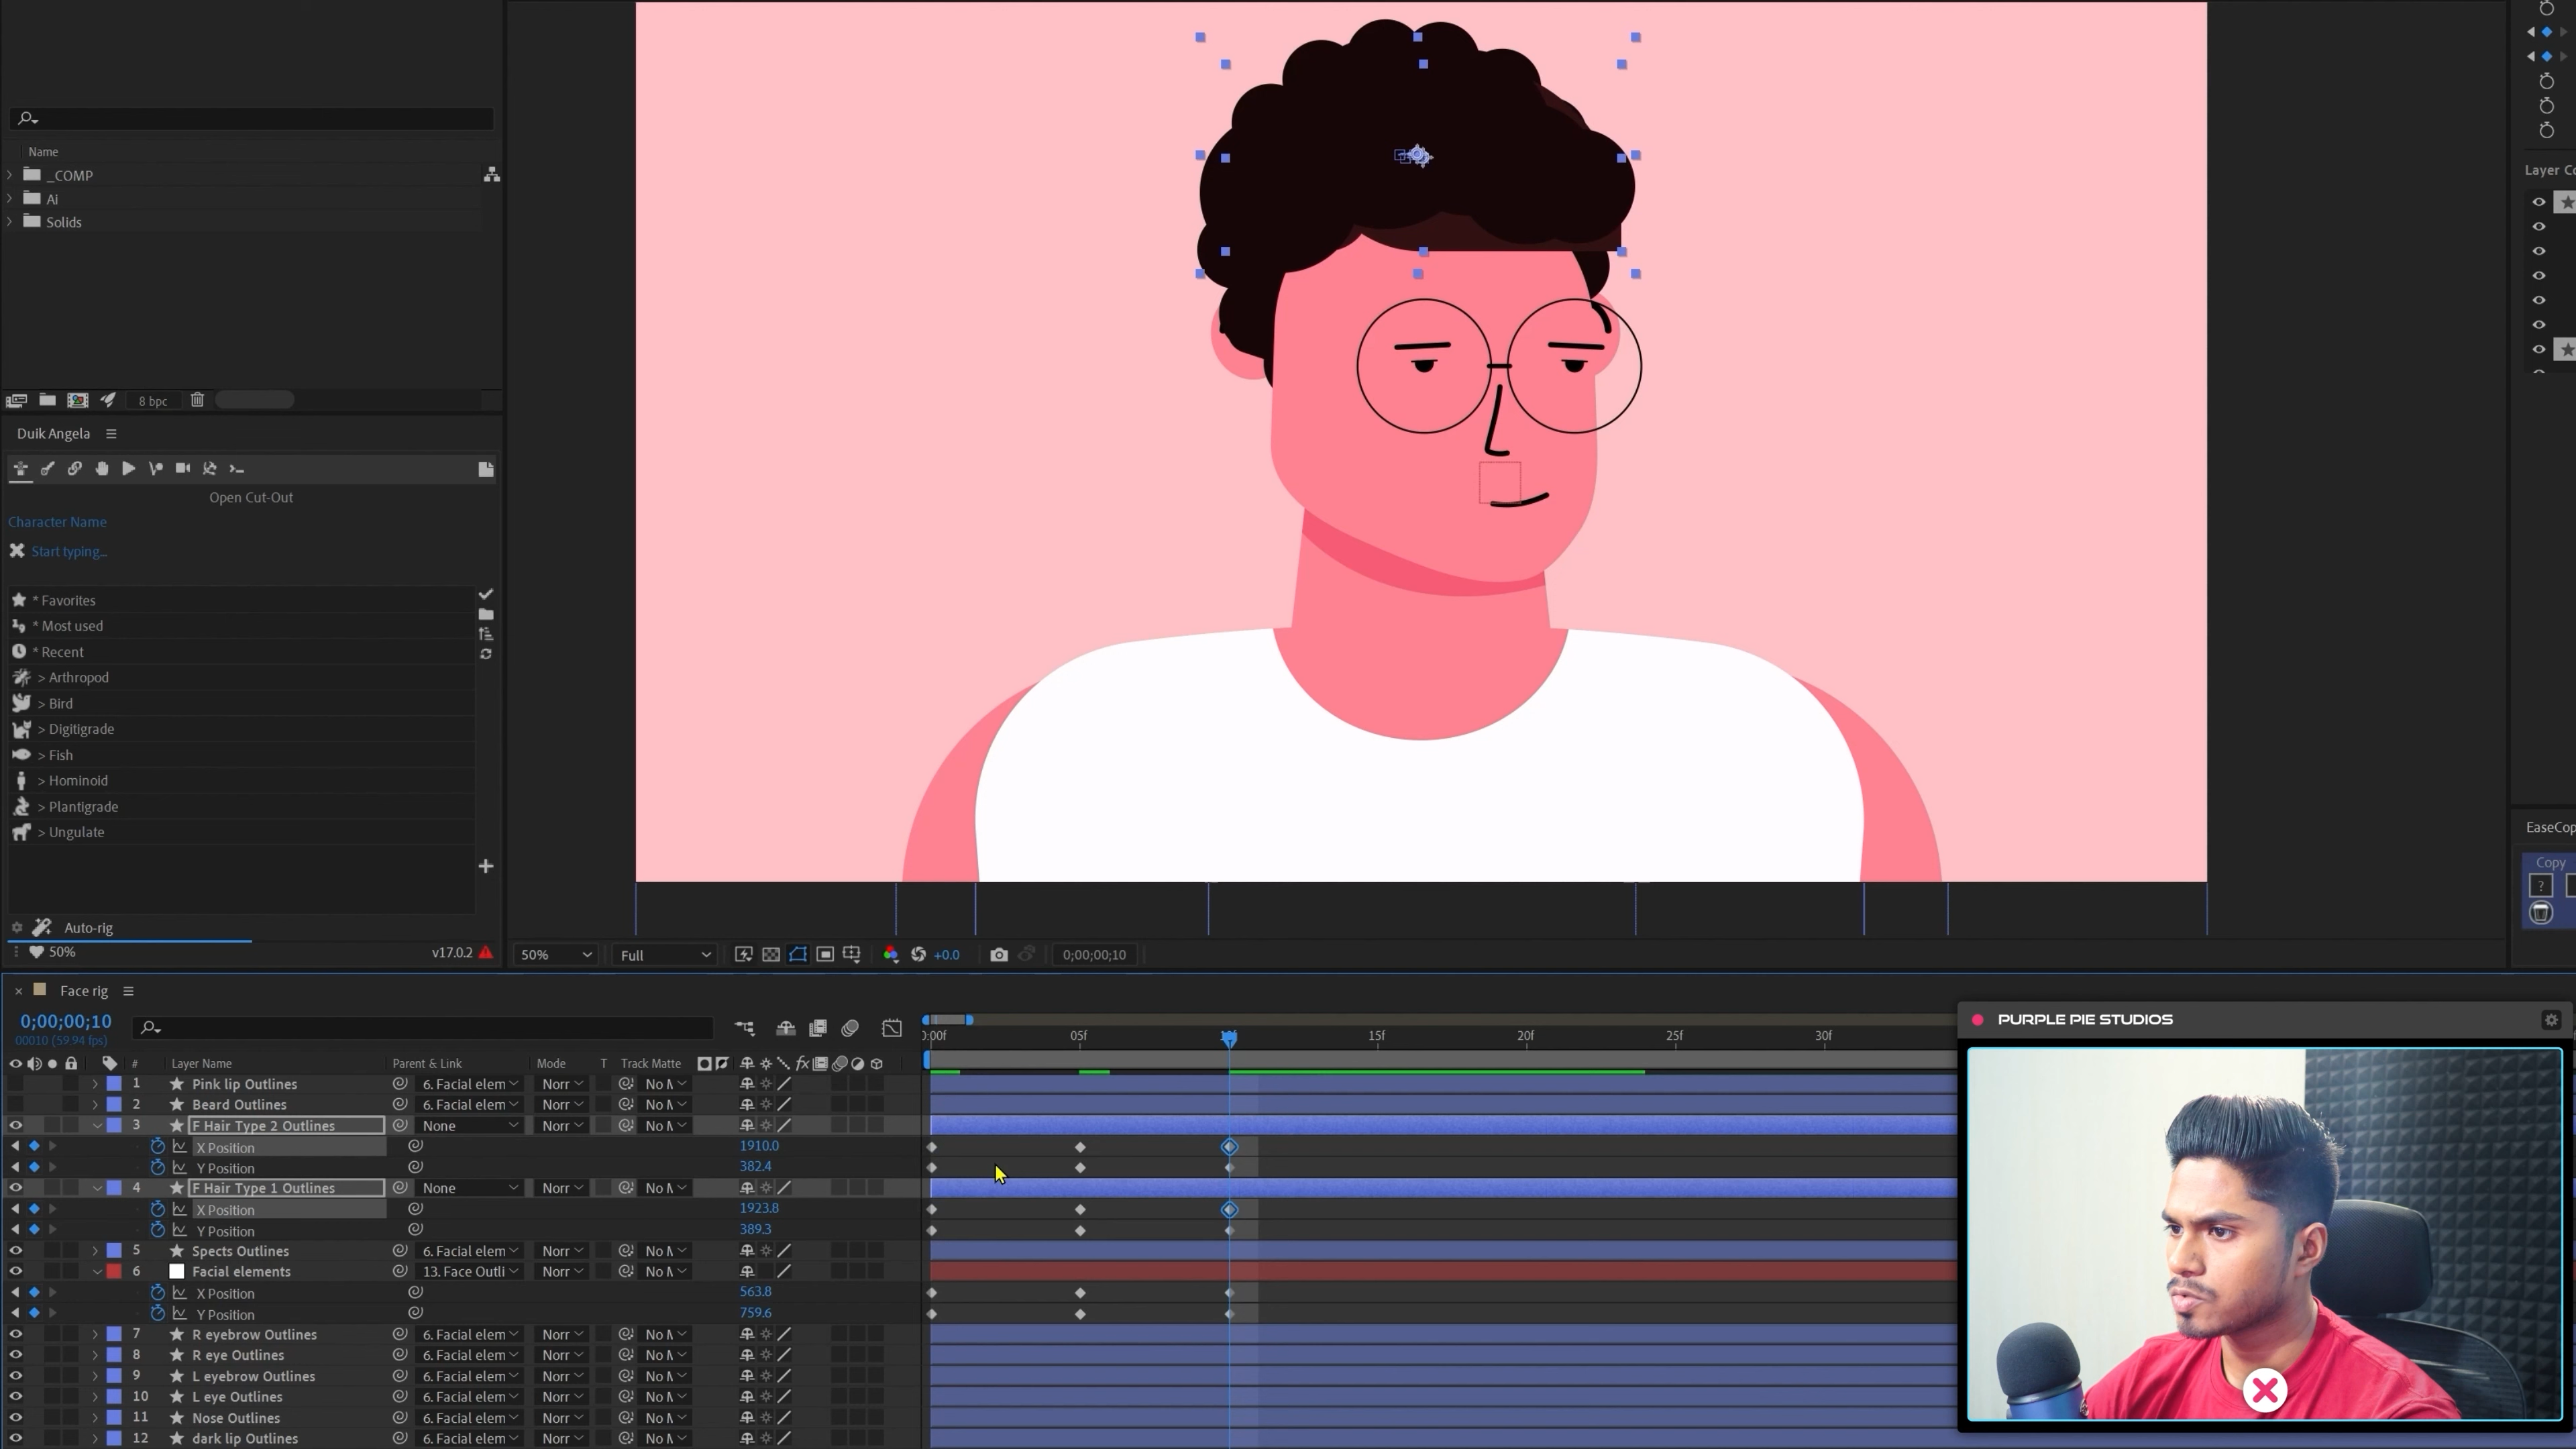 Name
_COMP
Ai
Solids
8 bpc
Duik Angela
Open Cut-Out
Character Name
Start typing...
* Favorites
* Most used
* Recent
> Arthropod
> Bird
> Digitigrade
> Fish
> Hominoid
> Plantigrade
> Ungulate
Auto-rig
50%
v17.0.2
50%
Full
+0.0
0;00;00;10
Layer Co
EaseCop
Copy
?
Face rig
0;00;00;10
00010 (59.94 fps)
:00f 05f 15f 20f 25f 30f
# Layer Name Parent & Link Mode T Track Matte fx
1 Pink lip Outlines 6. Facial elem Norr No M
2 Beard Outlines 6. Facial elem Norr No M
3 F Hair Type 2 Outlines None Norr No M
X Position 1910.0
Y Position 382.4
4 F Hair Type 1 Outlines None Norr No M
X Position 1923.8
Y Position 389.3
5 Spects Outlines 6. Facial elem Norr No M
6 Facial elements 13. Face Outli Norr No M
X Position 563.8
Y Position 759.6
7 R eyebrow Outlines 6. Facial elem Norr No M
8 R eye Outlines 6. Facial elem Norr No M
9 L eyebrow Outlines 6. Facial elem Norr No M
10 L eye Outlines 6. Facial elem Norr No M
11 Nose Outlines 6. Facial elem Norr No M
12 dark lip Outlines 6. Facial elem Norr No M
PURPLE PIE STUDIOS